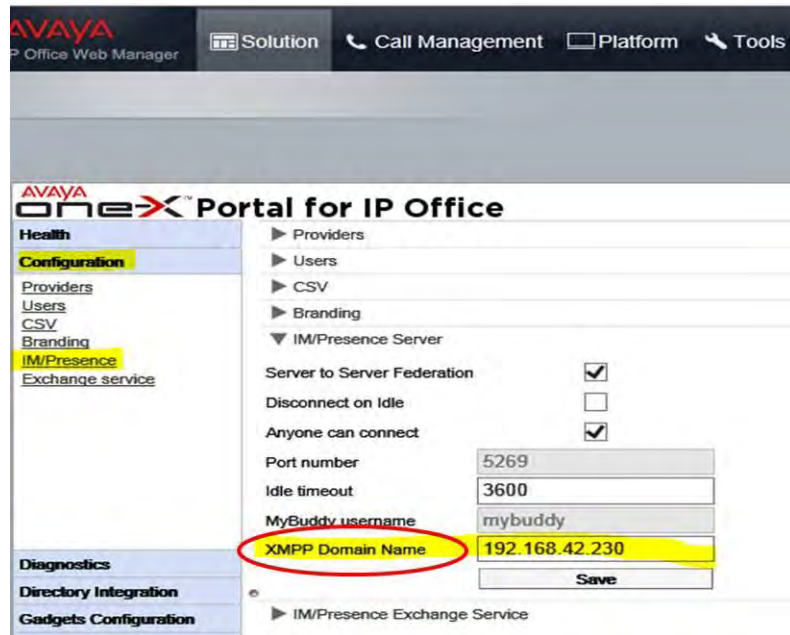 AVAYA
P Office Web Manager
Solution Call Management Platform Tools
AVAYA
one-X™ Portal for IP Office
Health
Configuration
Providers
Users
CSV
Branding
IM/Presence
Exchange service
Diagnostics
Directory Integration
Gadgets Configuration
Providers
Users
CSV
Branding
IM/Presence Server
Server to Server Federation
Disconnect on Idle
Anyone can connect
Port number 5269
Idle timeout 3600
MyBuddy username mybuddy
XMPP Domain Name 192.168.42.230
Save
IM/Presence Exchange Service